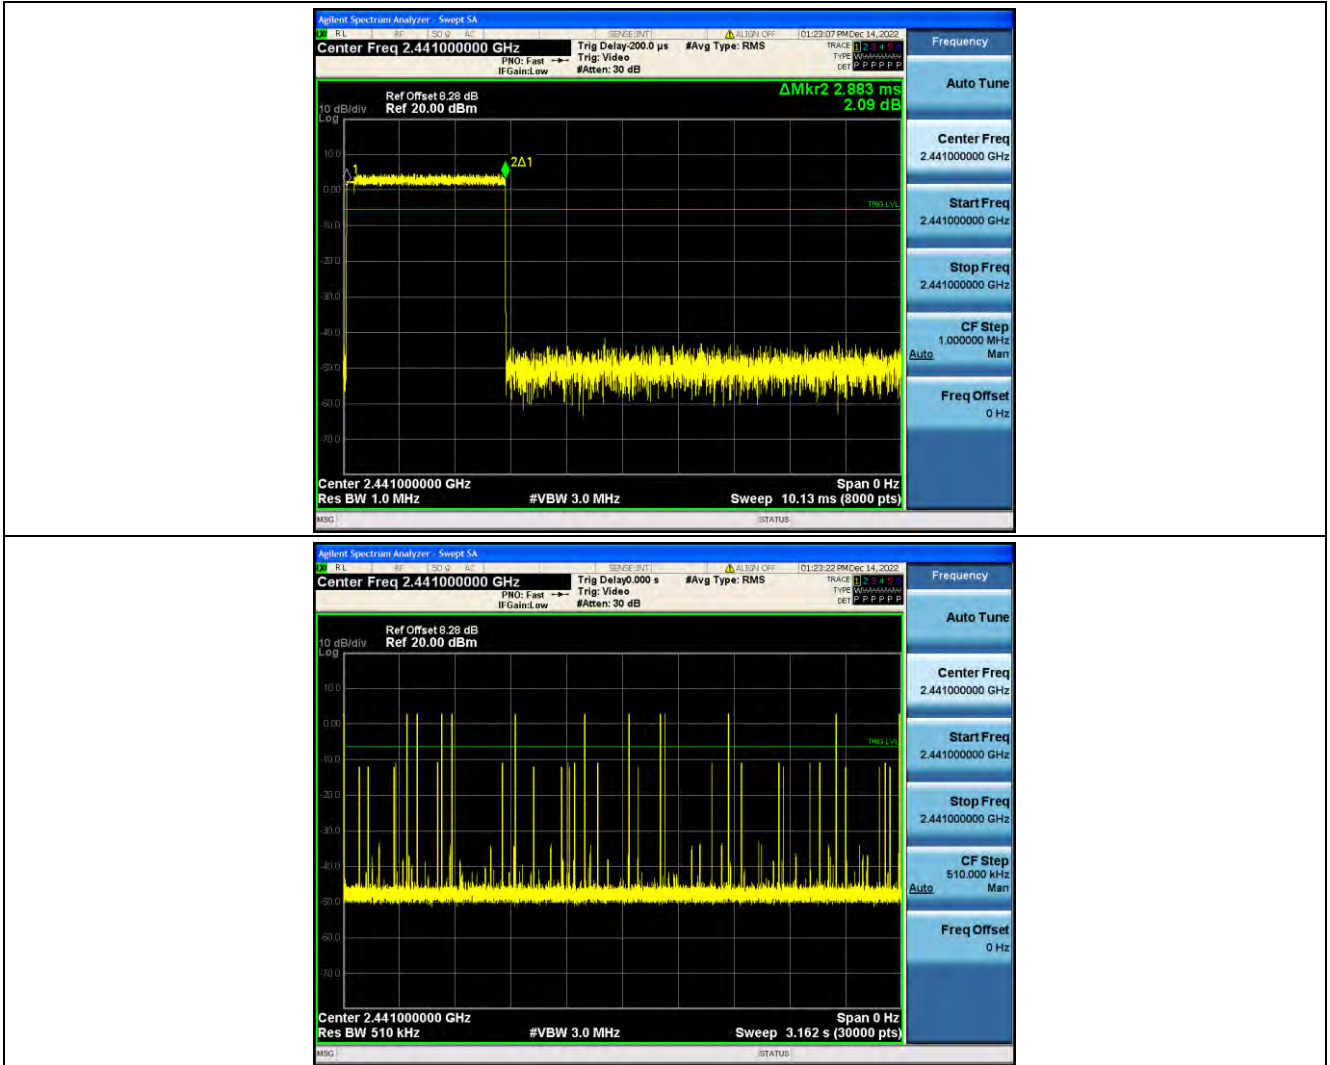 Agilent Spectrum Analyzer - Swept SA
RL RF 50 Ω AC SENSE:INT ALIGN OFF 01:23:07 PM Dec 14, 2022
Center Freq 2.441000000 GHz
PNO: Fast
IFGain:Low
Trig Delay-200.0 µs
Trig: Video
#Atten: 30 dB
#Avg Type: RMS
TRACE 1 2 3 4 5 6
TYPE W
DET P P P P P P
Frequency
Auto Tune
Center Freq
2.441000000 GHz
Start Freq
2.441000000 GHz
Stop Freq
2.441000000 GHz
CF Step
1.000000 MHz
Auto Man
Freq Offset
0 Hz
ΔMkr2 2.883 ms
2.09 dB
Ref Offset 8.28 dB
10 dB/div Ref 20.00 dBm
Log
10.0
0.00
-10.0
-20.0
-30.0
-40.0
-50.0
-60.0
-70.0
1
2Δ1
TRIG LVL
Center 2.441000000 GHz Span 0 Hz
Res BW 1.0 MHz #VBW 3.0 MHz Sweep 10.13 ms (8000 pts)
MSG STATUS
Agilent Spectrum Analyzer - Swept SA
RL RF 50 Ω AC SENSE:INT ALIGN OFF 01:23:22 PM Dec 14, 2022
Center Freq 2.441000000 GHz
PNO: Fast
IFGain:Low
Trig Delay0.000 s
Trig: Video
#Atten: 30 dB
#Avg Type: RMS
TRACE 1 2 3 4 5 6
TYPE W
DET P P P P P P
Frequency
Auto Tune
Center Freq
2.441000000 GHz
Start Freq
2.441000000 GHz
Stop Freq
2.441000000 GHz
CF Step
510.000 kHz
Auto Man
Freq Offset
0 Hz
Ref Offset 8.28 dB
10 dB/div Ref 20.00 dBm
Log
10.0
0.00
-10.0
-20.0
-30.0
-40.0
-50.0
-60.0
-70.0
TRIG LVL
Center 2.441000000 GHz Span 0 Hz
Res BW 510 kHz #VBW 3.0 MHz Sweep 3.162 s (30000 pts)
MSG STATUS